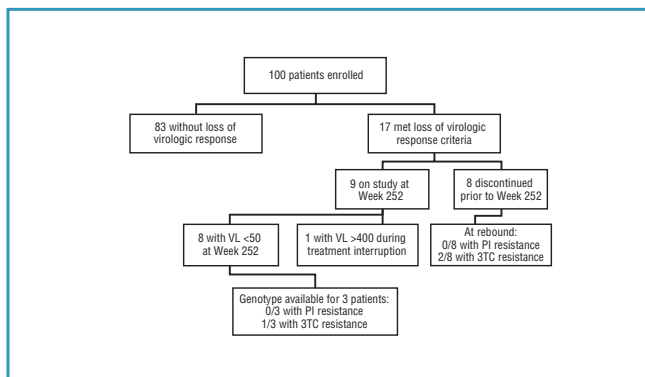 100 patients enrolled
83 without loss of
virologic response
17 met loss of virologic
response criteria
9 on study at
Week 252
8 discontinued
prior to Week 252
8 with VL <50
at Week 252
1 with VL >400 during
treatment interruption
At rebound:
0/8 with PI resistance
2/8 with 3TC resistance
Genotype available for 3 patients:
0/3 with PI resistance
1/3 with 3TC resistance